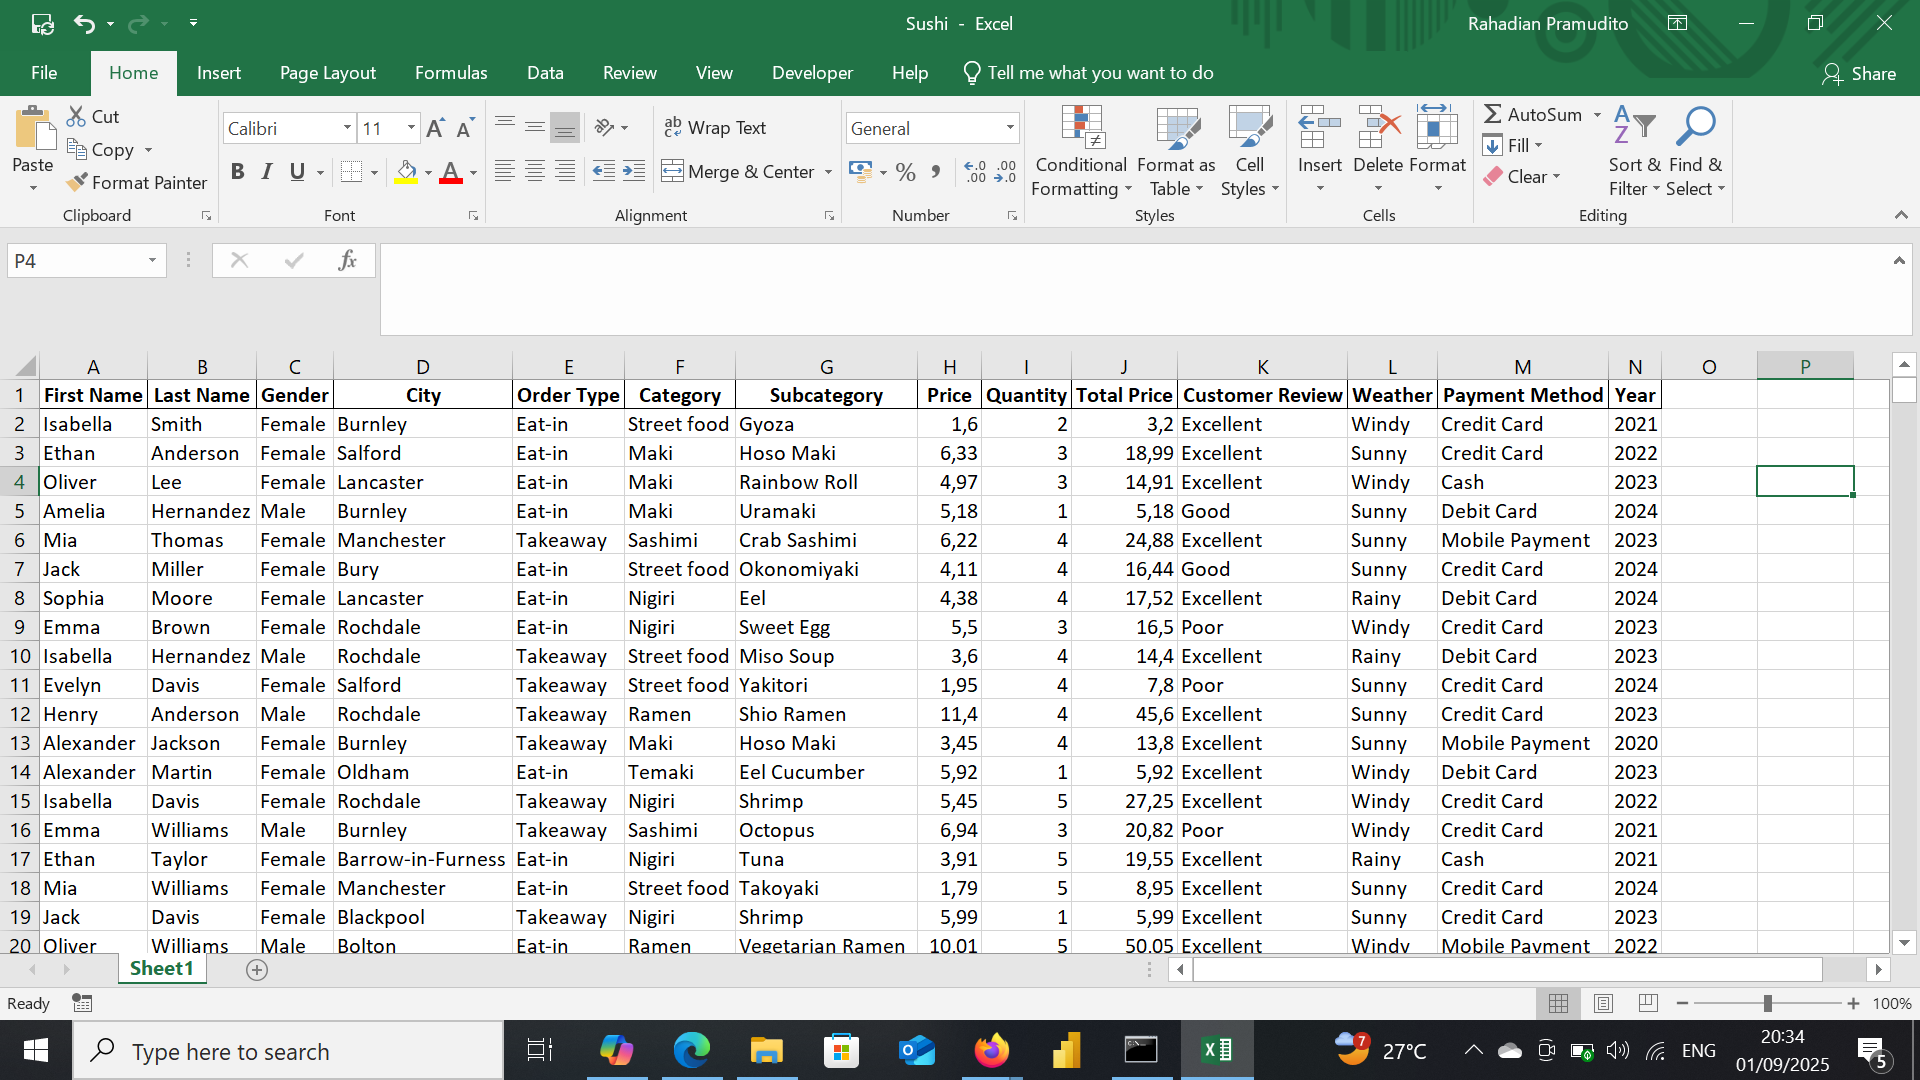 Sushi - Excel
Rahadian Pramudito
File Home Insert Page Layout Formulas Data Review View Developer Help Tell me what you want to do Share
Paste
Cut
Copy
Format Painter
Clipboard
Calibri 11
B I U
Font
Wrap Text
Merge & Center
Alignment
General
Number
Conditional Formatting
Format as Table
Cell Styles
Styles
Insert Delete Format
Cells
AutoSum
Fill
Clear
Sort & Filter
Find & Select
Editing
P4 fx
A B C D E F G H I J K L M N O P
1 First Name Last Name Gender City Order Type Category Subcategory Price Quantity Total Price Customer Review Weather Payment Method Year
2 Isabella Smith Female Burnley Eat-in Street food Gyoza 1,6 2 3,2 Excellent Windy Credit Card 2021
3 Ethan Anderson Female Salford Eat-in Maki Hoso Maki 6,33 3 18,99 Excellent Sunny Credit Card 2022
4 Oliver Lee Female Lancaster Eat-in Maki Rainbow Roll 4,97 3 14,91 Excellent Windy Cash 2023
5 Amelia Hernandez Male Burnley Eat-in Maki Uramaki 5,18 1 5,18 Good Sunny Debit Card 2024
6 Mia Thomas Female Manchester Takeaway Sashimi Crab Sashimi 6,22 4 24,88 Excellent Sunny Mobile Payment 2023
7 Jack Miller Female Bury Eat-in Street food Okonomiyaki 4,11 4 16,44 Good Sunny Credit Card 2024
8 Sophia Moore Female Lancaster Eat-in Nigiri Eel 4,38 4 17,52 Excellent Rainy Debit Card 2024
9 Emma Brown Female Rochdale Eat-in Nigiri Sweet Egg 5,5 3 16,5 Poor Windy Credit Card 2023
10 Isabella Hernandez Male Rochdale Takeaway Street food Miso Soup 3,6 4 14,4 Excellent Rainy Debit Card 2023
11 Evelyn Davis Female Salford Takeaway Street food Yakitori 1,95 4 7,8 Poor Sunny Credit Card 2024
12 Henry Anderson Male Rochdale Takeaway Ramen Shio Ramen 11,4 4 45,6 Excellent Sunny Credit Card 2023
13 Alexander Jackson Female Burnley Takeaway Maki Hoso Maki 3,45 4 13,8 Excellent Sunny Mobile Payment 2020
14 Alexander Martin Female Oldham Eat-in Temaki Eel Cucumber 5,92 1 5,92 Excellent Windy Debit Card 2023
15 Isabella Davis Female Rochdale Takeaway Nigiri Shrimp 5,45 5 27,25 Excellent Windy Credit Card 2022
16 Emma Williams Male Burnley Takeaway Sashimi Octopus 6,94 3 20,82 Poor Windy Credit Card 2021
17 Ethan Taylor Female Barrow-in-Furness Eat-in Nigiri Tuna 3,91 5 19,55 Excellent Rainy Cash 2021
18 Mia Williams Female Manchester Eat-in Street food Takoyaki 1,79 5 8,95 Excellent Sunny Credit Card 2024
19 Jack Davis Female Blackpool Takeaway Nigiri Shrimp 5,99 1 5,99 Excellent Sunny Credit Card 2023
20 Oliver Williams Male Bolton Eat-in Ramen Vegetarian Ramen 10,01 5 50,05 Excellent Windy Mobile Payment 2022
Sheet1
Ready
100%
Type here to search
7
27°C
ENG
20:34
01/09/2025
5